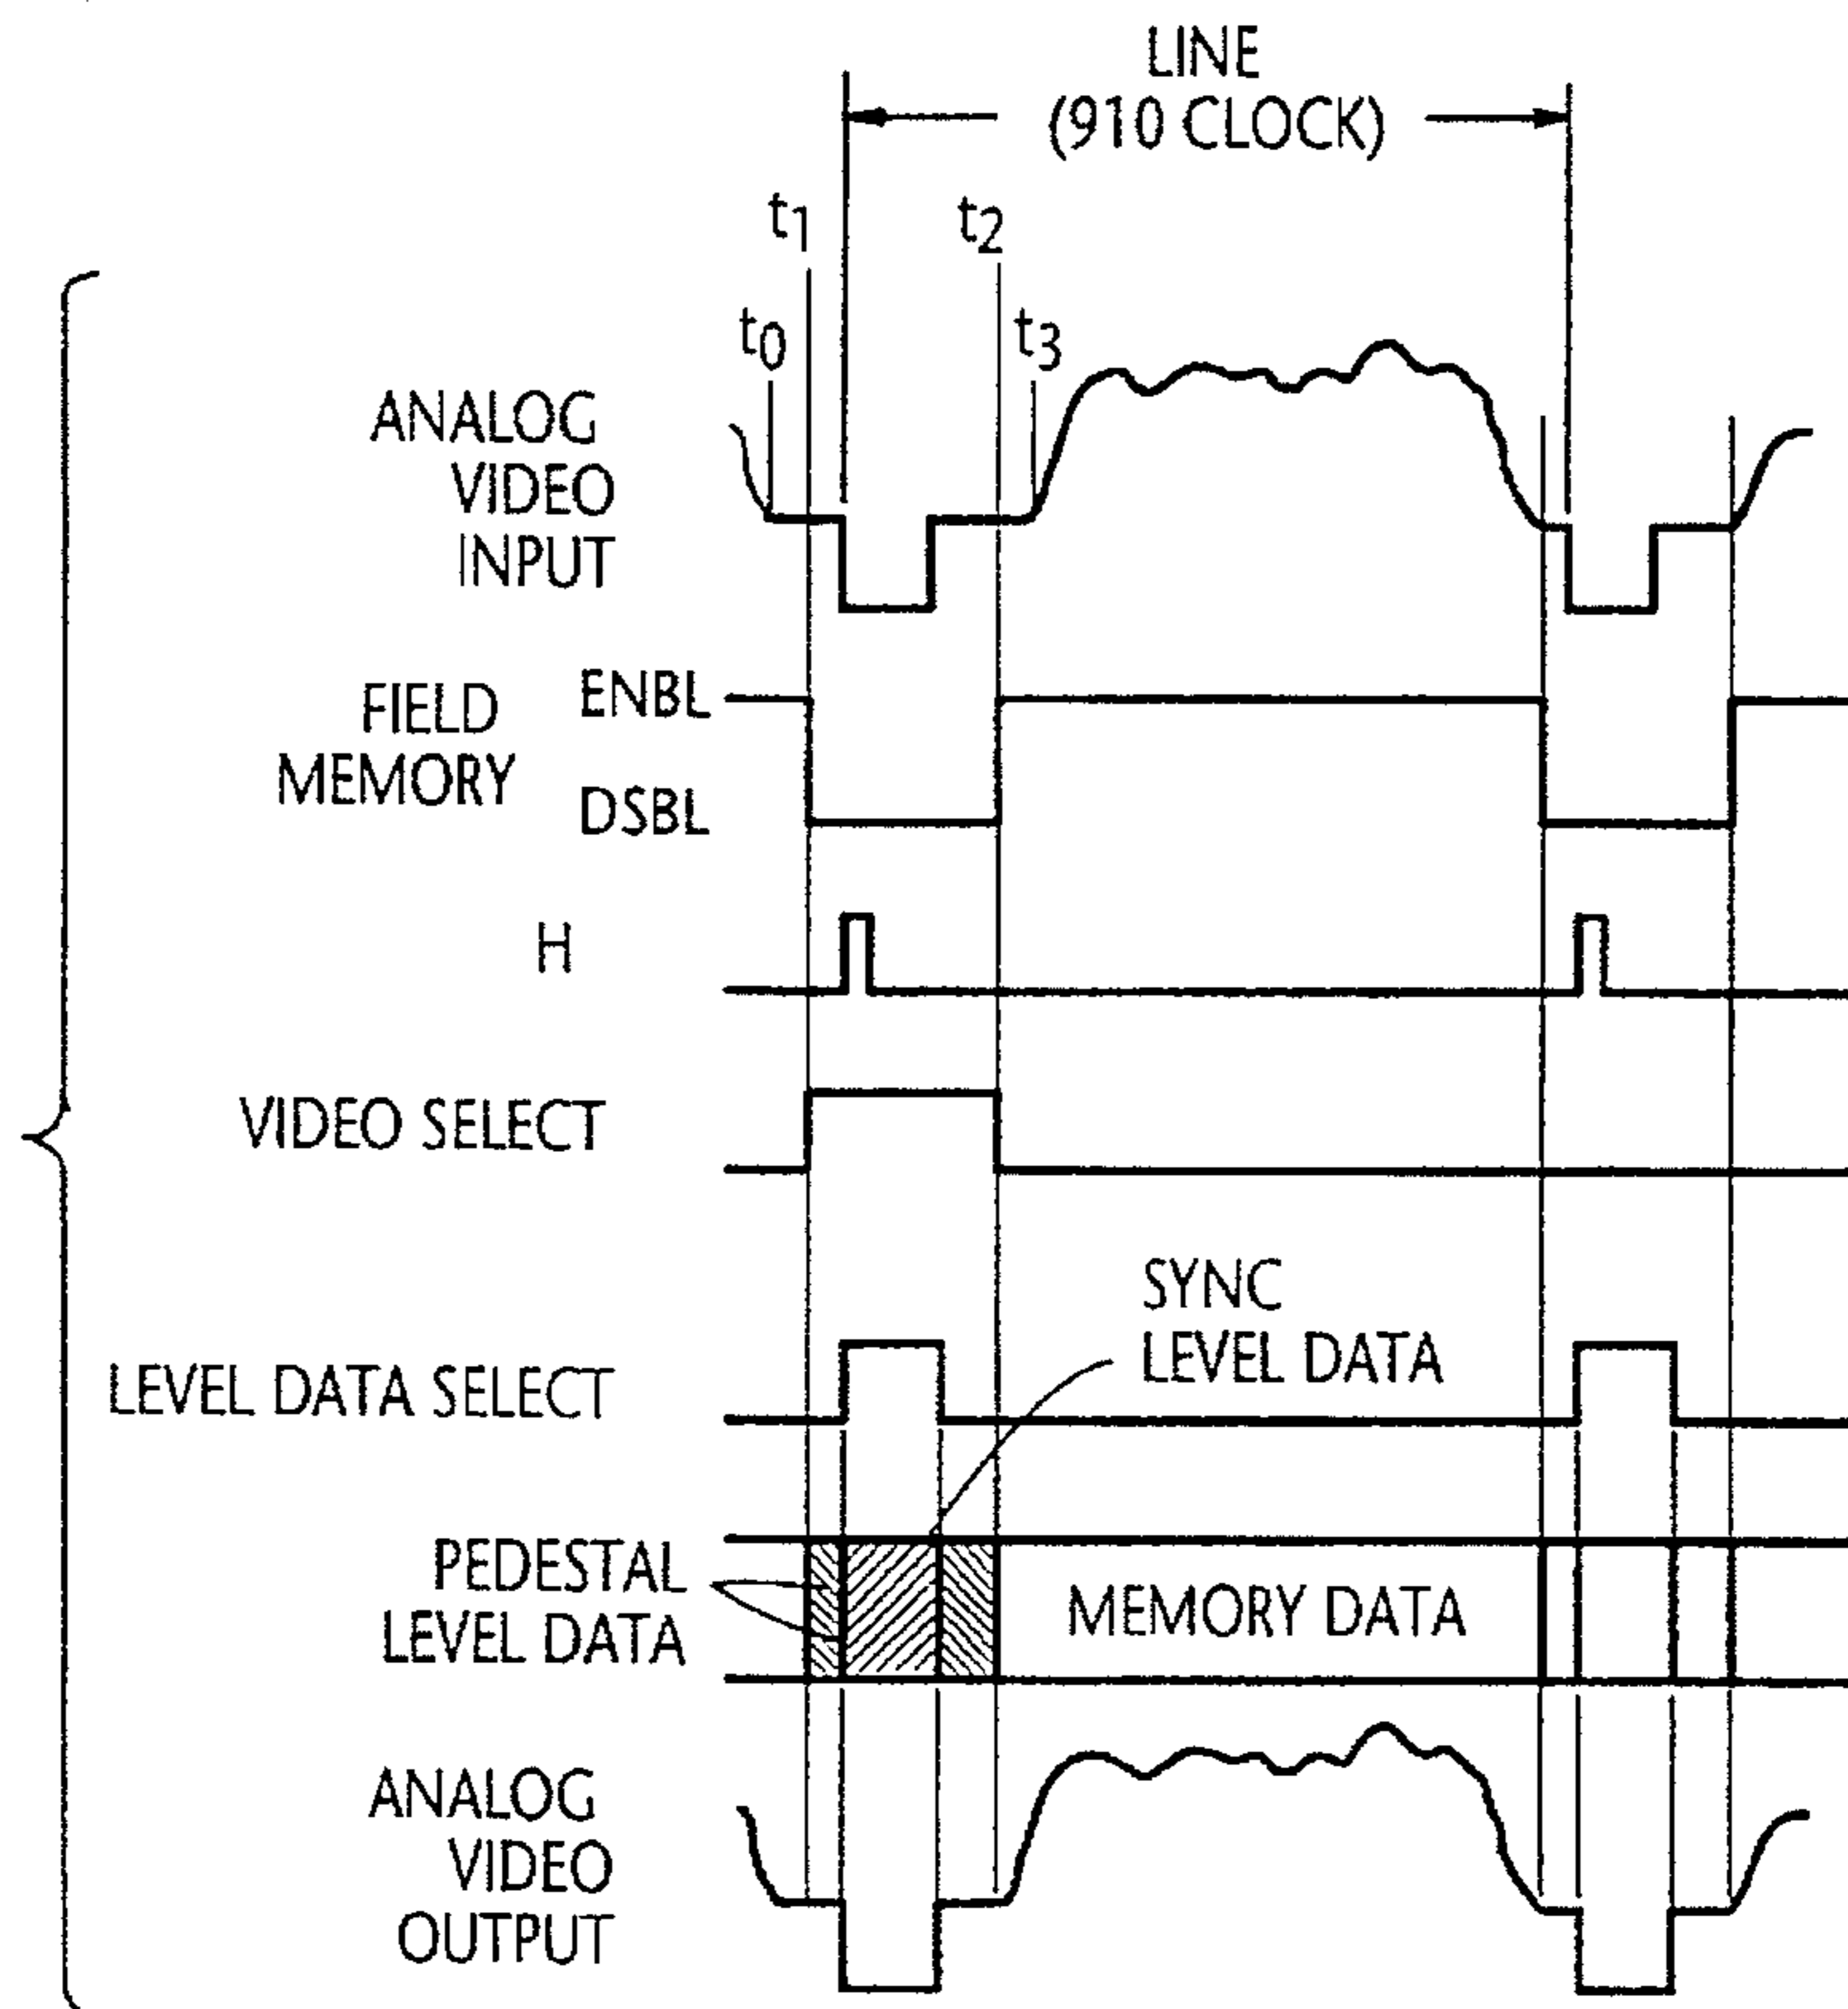 LINE
(910 CLOCK)
t1
t2
t0
t3
ANALOG
VIDEO
INPUT
FIELD
MEMORY
ENBL
DSBL
H
VIDEO SELECT
SYNC
LEVEL DATA
LEVEL DATA SELECT
PEDESTAL
LEVEL DATA
MEMORY DATA
ANALOG
VIDEO
OUTPUT